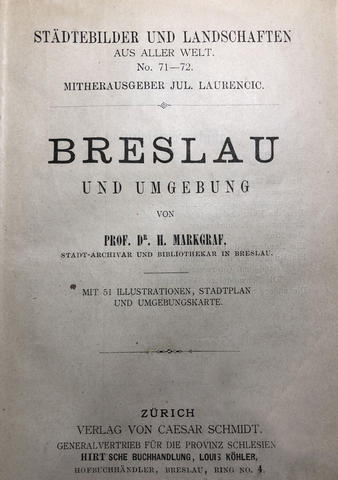 STÄDTEBILDER UND LANDSCHAFTEN
AUS ALLER WELT.
No. 71—72.
MITHERAUSGEBER JUL. LAURENCIC.
BRESLAU
UND UMGEBUNG
VON
PROF. DR. H. MARKGRAF,
STADT-ARCHIVAR UND BIBLIOTHEKAR IN BRESLAU.
MIT 51 ILLUSTRATIONEN, STADTPLAN
UND UMGEBUNGSKARTE.
ZÜRICH
VERLAG VON CAESAR SCHMIDT.
GENERALVERTRIEB FÜR DIE PROVINZ SCHLESIEN
HIRT'SCHE BUCHHANDLUNG, LOUIS KÖHLER,
HOFBUCHHÄNDLER, BRESLAU, RING No. 4.